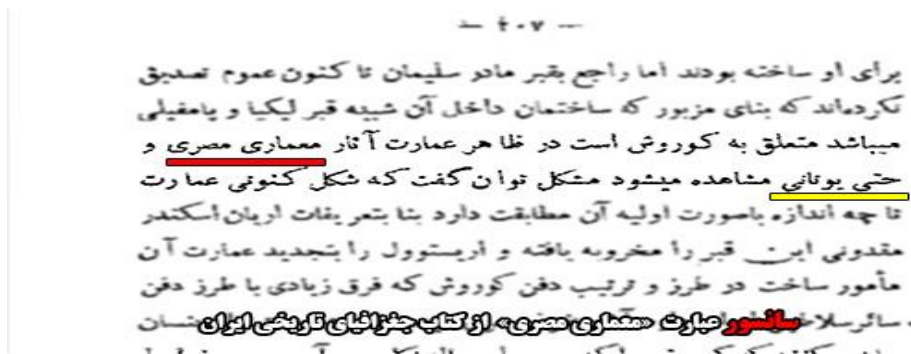 — ۲۰۷ —
برای او ساخته بودند اما راجع بقبر مادر سلیمان تا کنون عموم تصدیق
نکرده‌اند که بنای مزبور که ساختمان داخل آن شبیه قبر لیکیا و پامفیلی
میباشد متعلق به کوروش است در ظاهر عمارت آثار معماری مصری و
حتی یونانی مشاهده میشود مشکل توان گفت که شکل کنونی عمارت
تا چه اندازه باصورت اولیه آن مطابقت دارد بنا بتعریفات اریان اسکندر
مقدونی این قبر را مخروبه یافته و اریستوول را بتجدید عمارت آن
مأمور ساخت در طرز و ترتیب دفن کوروش که فرق زیادی با طرز دفن
سائر
سانسور عبارت «معماری مصری» از کتاب جغرافیای تاریخی ایران